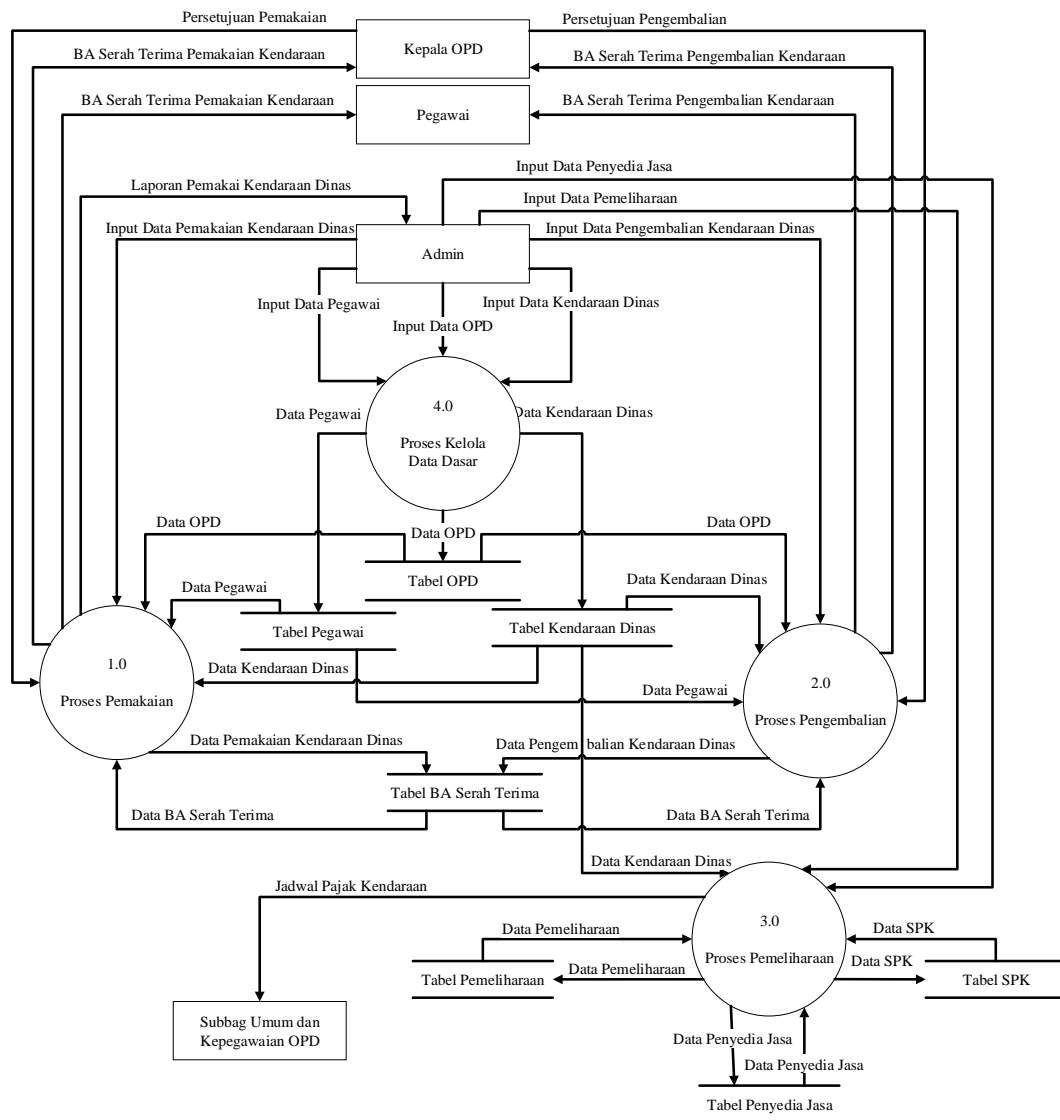 Persetujuan Pemakaian
Persetujuan Pengembalian
Kepala OPD
BA Serah Terima Pemakaian Kendaraan
BA Serah Terima Pengembalian Kendaraan
BA Serah Terima Pemakaian Kendaraan
BA Serah Terima Pengembalian Kendaraan
Pegawai
Input Data Penyedia Jasa
Laporan Pemakai Kendaraan Dinas
Input Data Pemeliharaan
Input Data Pemakaian Kendaraan Dinas
Input Data Pengembalian Kendaraan Dinas
Admin
Input Data Pegawai
Input Data Kendaraan Dinas
Input Data OPD
4.0
Proses Kelola
Data Dasar
Data Pegawai
Data Kendaraan Dinas
Data OPD
Data OPD
Data OPD
Tabel OPD
Data Pegawai
Data Kendaraan Dinas
Tabel Pegawai
Tabel Kendaraan Dinas
1.0
Proses Pemakaian
Data Kendaraan Dinas
Data Pegawai
2.0
Proses Pengembalian
Data Pemakaian Kendaraan Dinas
Data Pengembalian Kendaraan Dinas
Tabel BA Serah Terima
Data BA Serah Terima
Data BA Serah Terima
Data Kendaraan Dinas
Jadwal Pajak Kendaraan
3.0
Proses Pemeliharaan
Data Pemeliharaan
Data SPK
Tabel Pemeliharaan
Data Pemeliharaan
Data SPK
Tabel SPK
Subbag Umum dan
Kepegawaian OPD
Data Penyedia Jasa
Data Penyedia Jasa
Tabel Penyedia Jasa